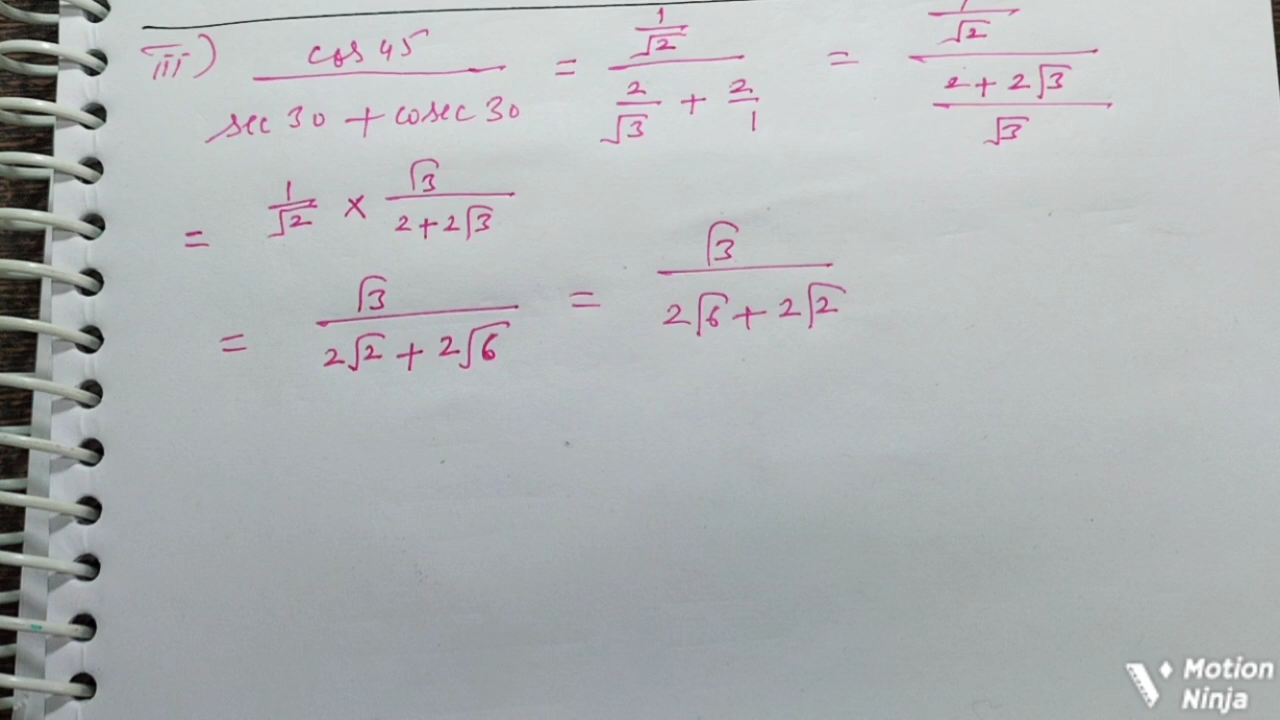 iii) cos 45 / (sec 30 + cosec 30) = (1/√2) / (2/√3 + 2/1) = (1/√2) / ((2 + 2√3)/√3)
= 1/√2 × √3/(2 + 2√3)
= √3/(2√2 + 2√6) = √3/(2√6 + 2√2)
Motion
Ninja